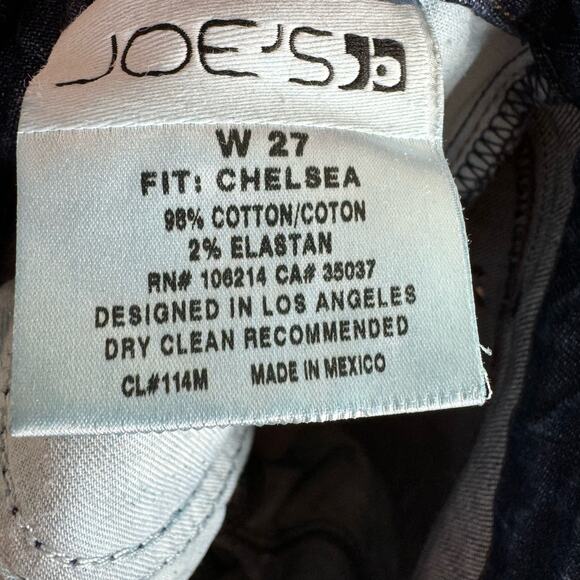 JOE'S
W 27
FIT: CHELSEA
98% COTTON/COTON
2% ELASTAN
RN# 106214 CA# 35037
DESIGNED IN LOS ANGELES
DRY CLEAN RECOMMENDED
CL#114M MADE IN MEXICO